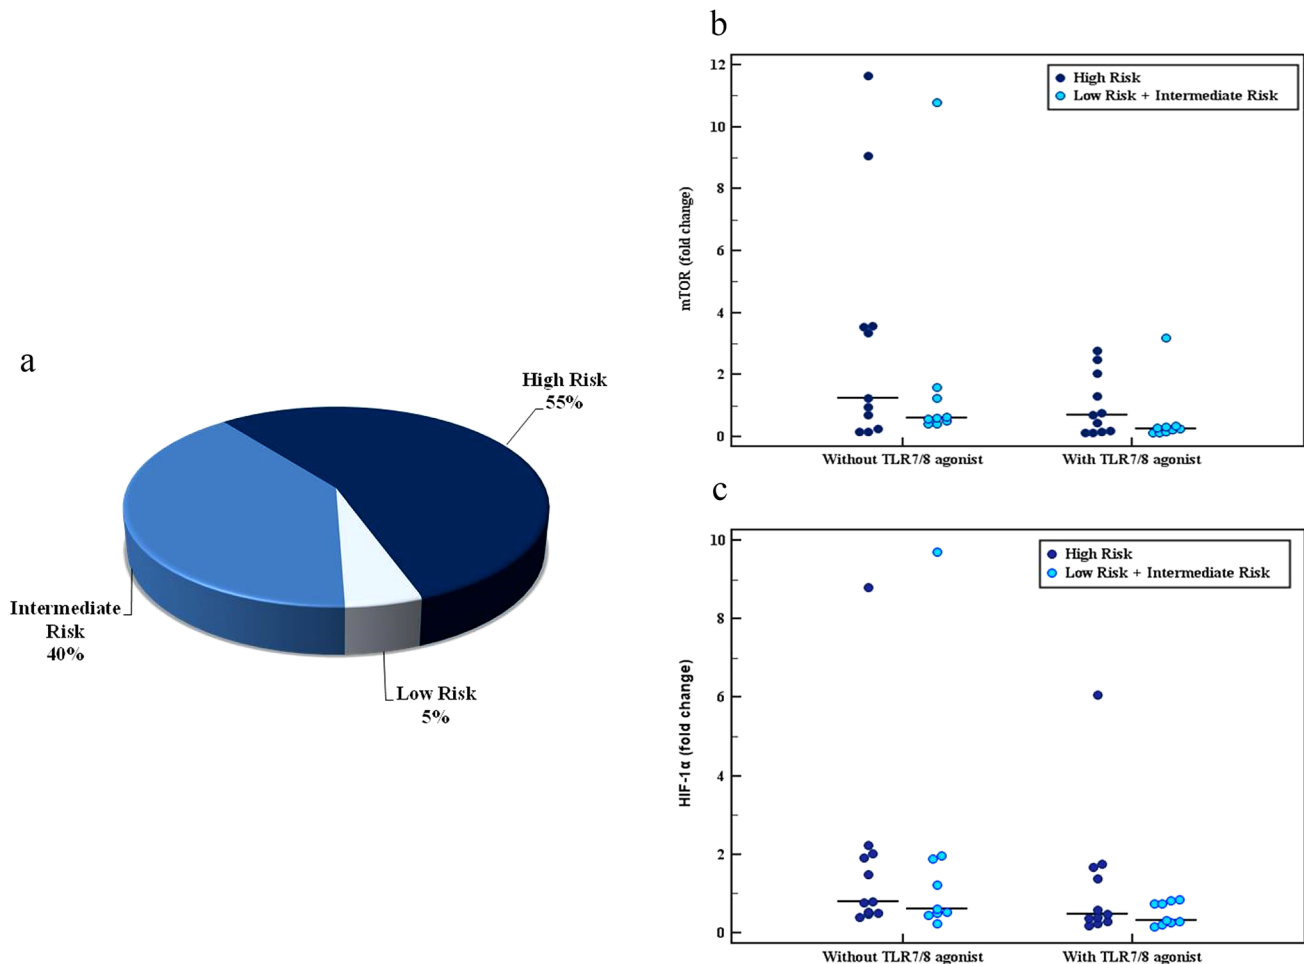 a
High Risk
55%
Intermediate
Risk
40%
Low Risk
5%
b
mTOR (fold change)
12
10
8
6
4
2
0
High Risk
Low Risk + Intermediate Risk
Without TLR7/8 agonist
With TLR7/8 agonist
c
HIF-1α (fold change)
10
8
6
4
2
0
High Risk
Low Risk + Intermediate Risk
Without TLR7/8 agonist
With TLR7/8 agonist